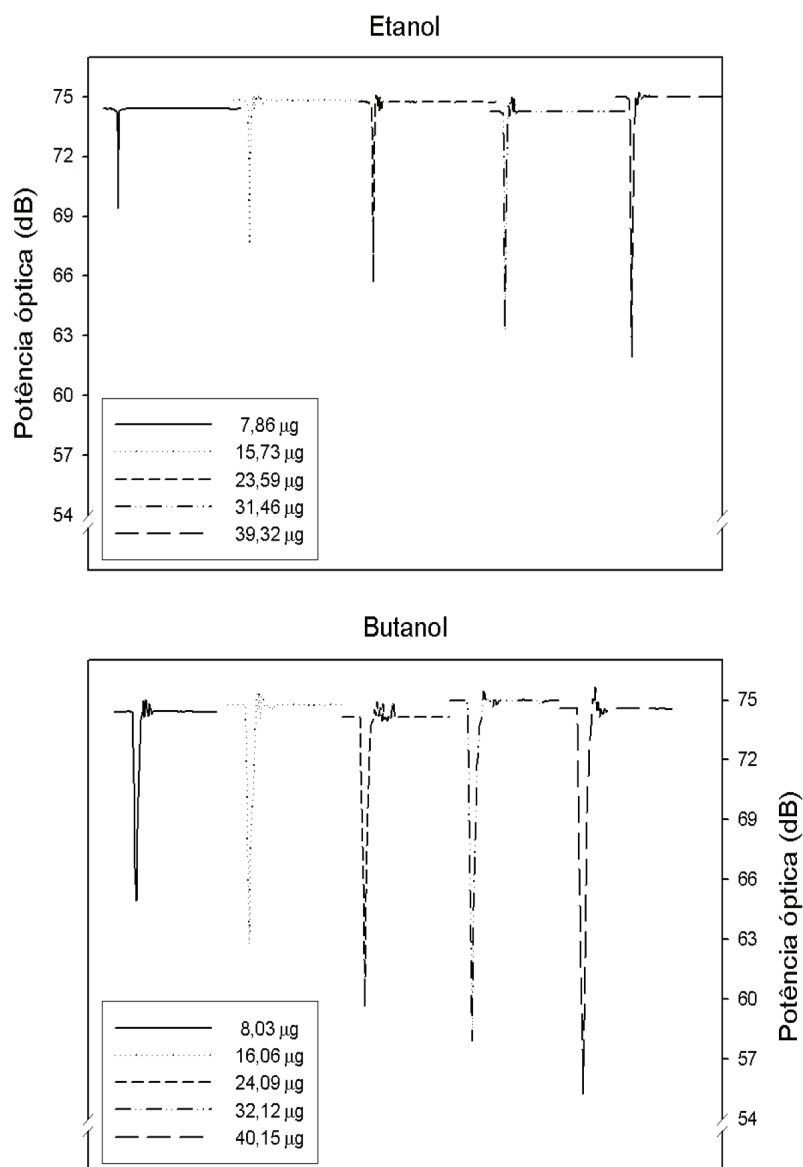 Etanol
Potência óptica (dB)
75
72
69
66
63
60
57
54
7,86 µg
15,73 µg
23,59 µg
31,46 µg
39,32 µg
Butanol
75
72
69
66
63
60
57
54
Potência óptica (dB)
8,03 µg
16,06 µg
24,09 µg
32,12 µg
40,15 µg